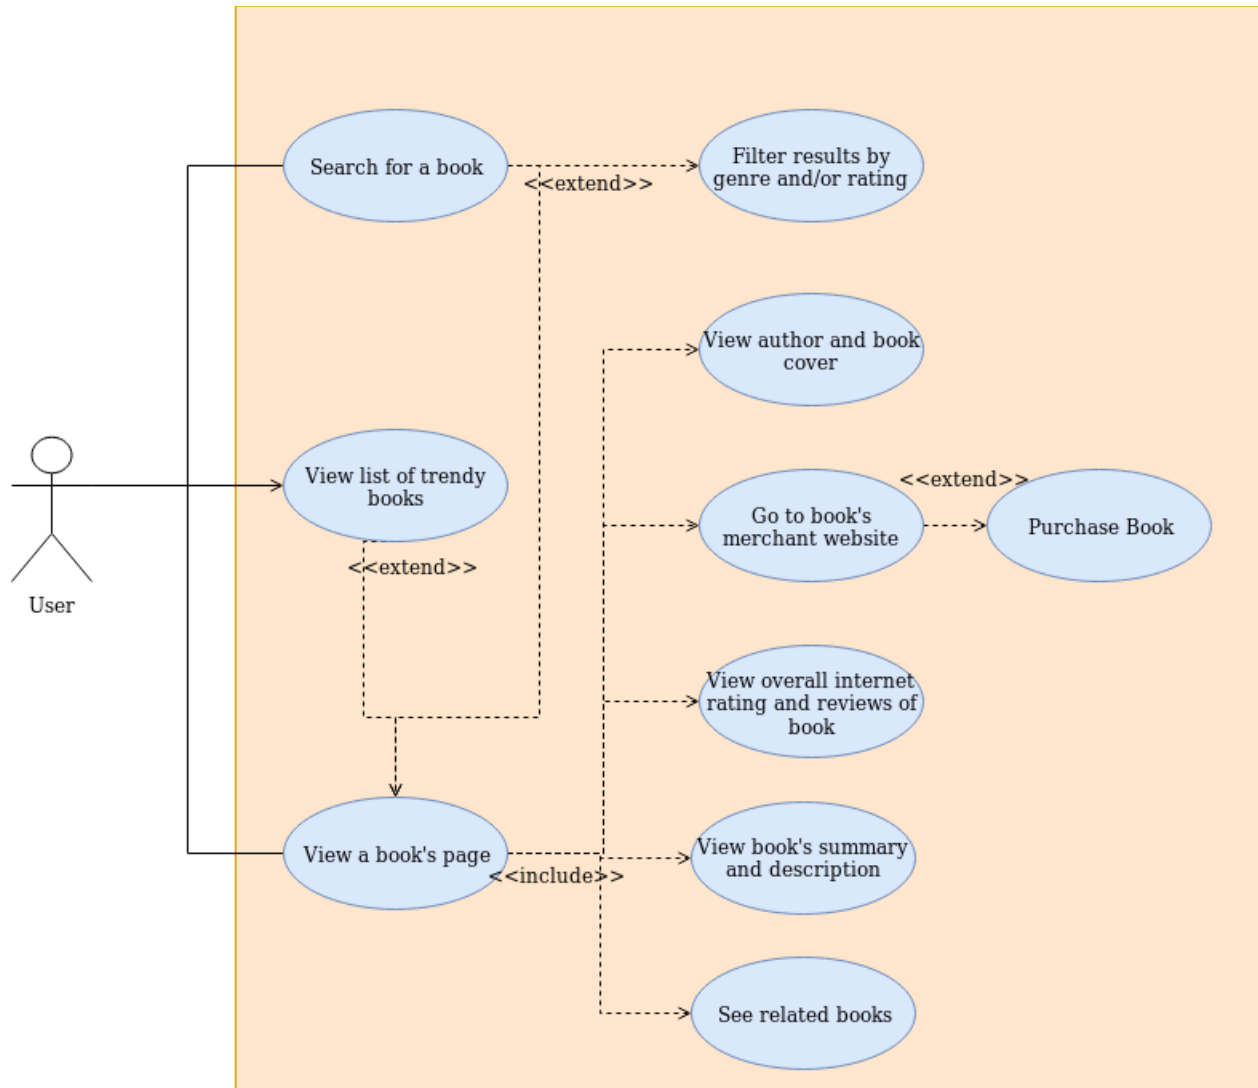 Search for a book
<<extend>>
Filter results by
genre and/or rating
View author and book
cover
View list of trendy
books
<<extend>>
Go to book's
merchant website
<<extend>>
Purchase Book
User
View overall internet
rating and reviews of
book
View a book's page
<<include>>
View book's summary
and description
See related books